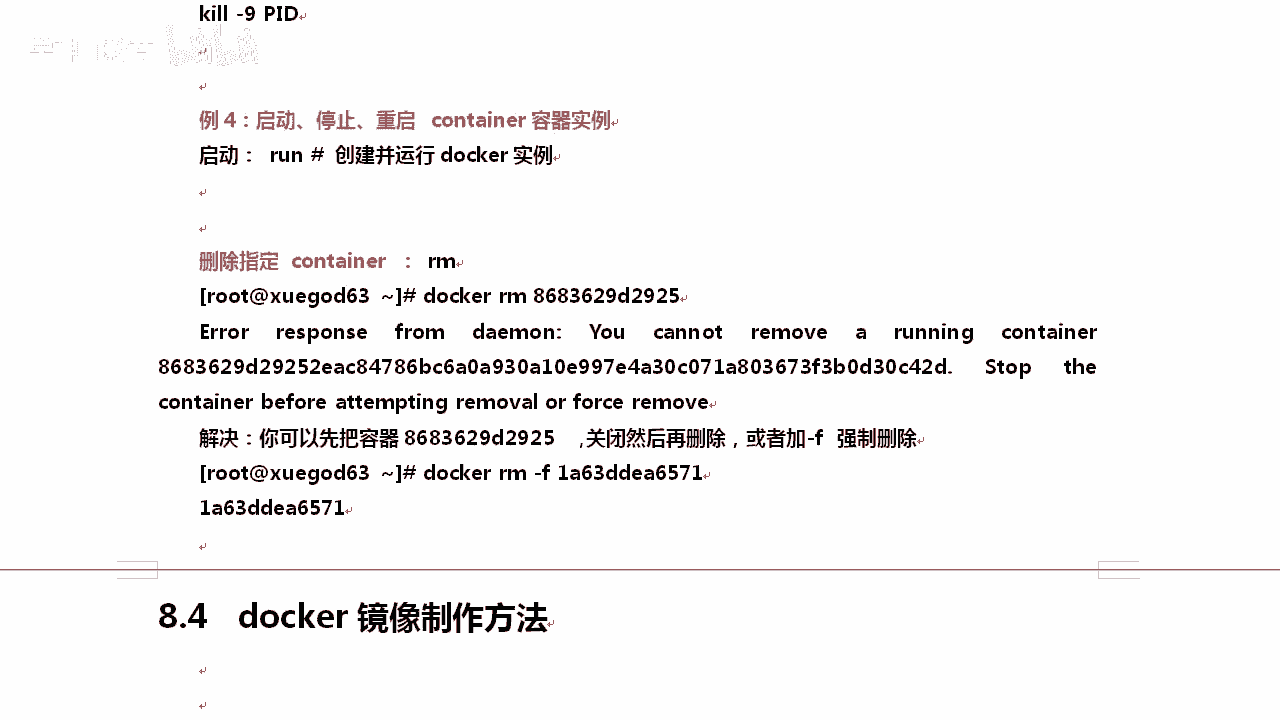 kill -9 PID
例 4：启动、停止、重启 container 容器实例
启动： run # 创建并运行 docker 实例
删除指定 container ： rm
[root@xuegod63 ~]# docker rm 8683629d2925
Error response from daemon: You cannot remove a running container
8683629d29252eac84786bc6a0a930a10e997e4a30c071a803673f3b0d30c42d. Stop the
container before attempting removal or force remove
解决：你可以先把容器 8683629d2925 ,关闭然后再删除，或者加-f 强制删除
[root@xuegod63 ~]# docker rm -f 1a63ddea6571
1a63ddea6571
8.4 docker 镜像制作方法